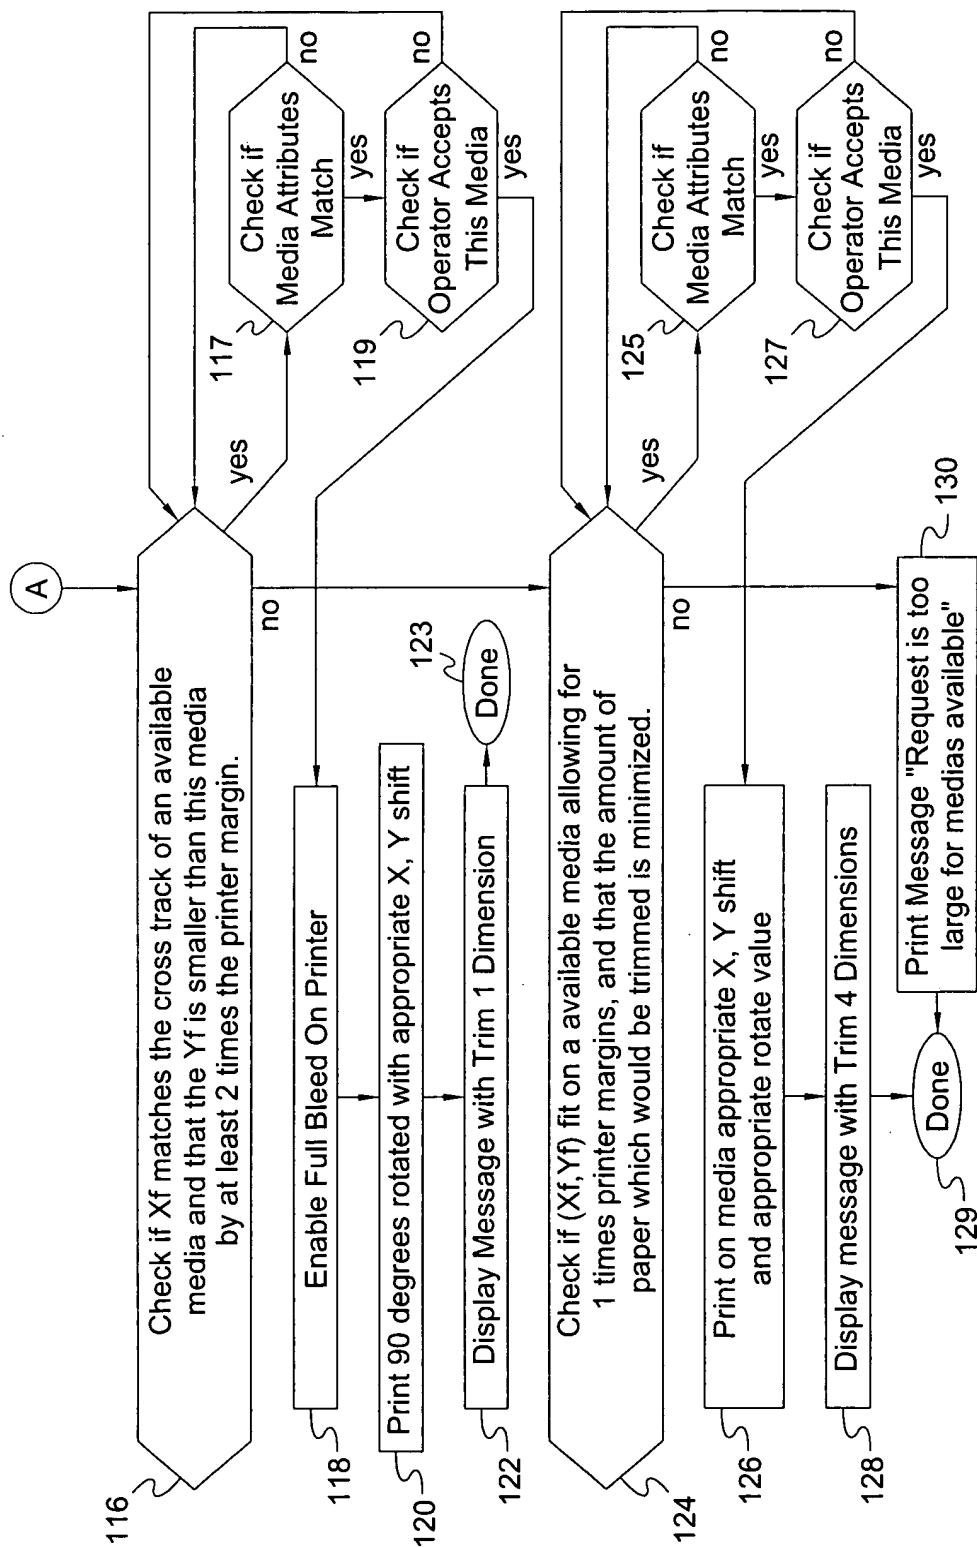 A
116
Check if Xf matches the cross track of an available
media and that the Yf is smaller than this media
by at least 2 times the printer margin.
yes
no
117
Check if
Media Attributes
Match
no
yes
119
Check if
Operator Accepts
This Media
no
yes
118
Enable Full Bleed On Printer
120
Print 90 degrees rotated with appropriate X, Y shift
122
Display Message with Trim 1 Dimension
123
Done
124
Check if (Xf,Yf) fit on a available media allowing for
1 times printer margins, and that the amount of
paper which would be trimmed is minimized.
yes
no
125
Check if
Media Attributes
Match
no
yes
127
Check if
Operator Accepts
This Media
no
yes
126
Print on media appropriate X, Y shift
and appropriate rotate value
128
Display message with Trim 4 Dimensions
129
Done
130
Print Message "Request is too
large for medias available"